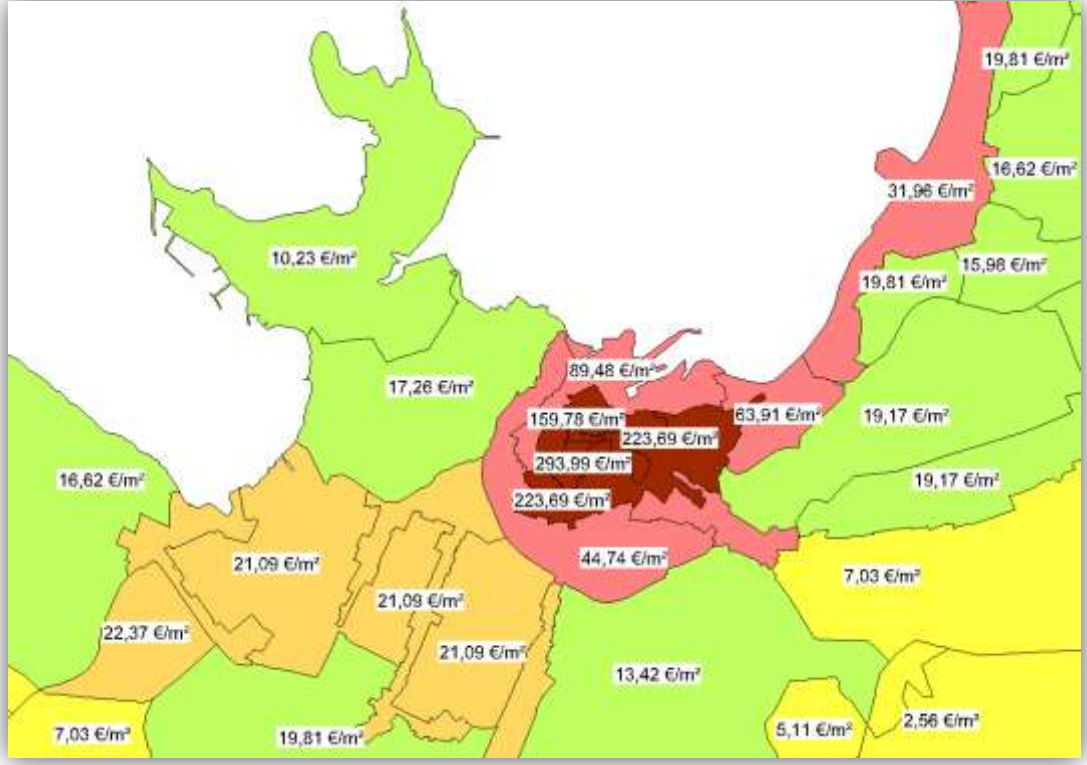 19,81 €/m²
16,62 €/m²
31,96 €/m²
10,23 €/m²
15,98 €/m²
19,81 €/m²
89,48 €/m²
17,26 €/m²
159,78 €/m²
63,91 €/m²
19,17 €/m²
223,69 €/m²
293,99 €/m²
16,62 €/m²
19,17 €/m²
223,69 €/m²
44,74 €/m²
21,09 €/m²
7,03 €/m²
21,09 €/m²
22,37 €/m²
21,09 €/m²
13,42 €/m²
2,56 €/m²
5,11 €/m²
7,03 €/m²
19,81 €/m²